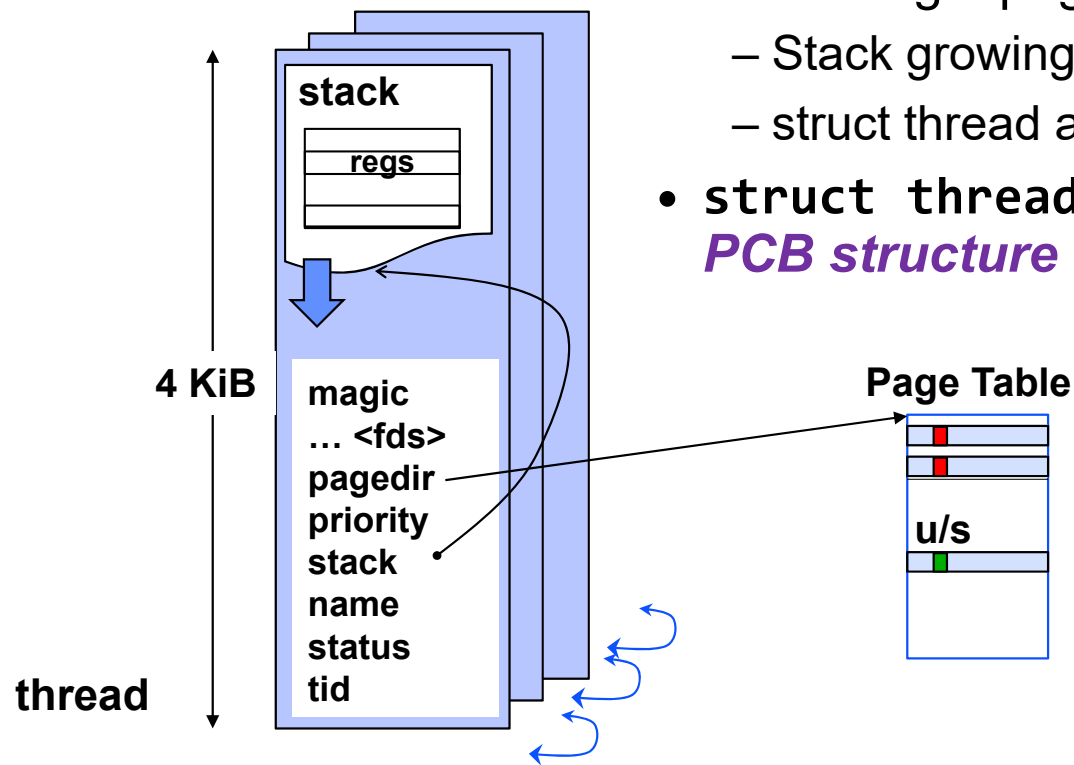 – Stack growing
– struct thread a
• struct thread
PCB structure
stack
regs
4 KiB
magic
... <fds>
pagedir
priority
stack
name
status
tid
thread
Page Table
u/s